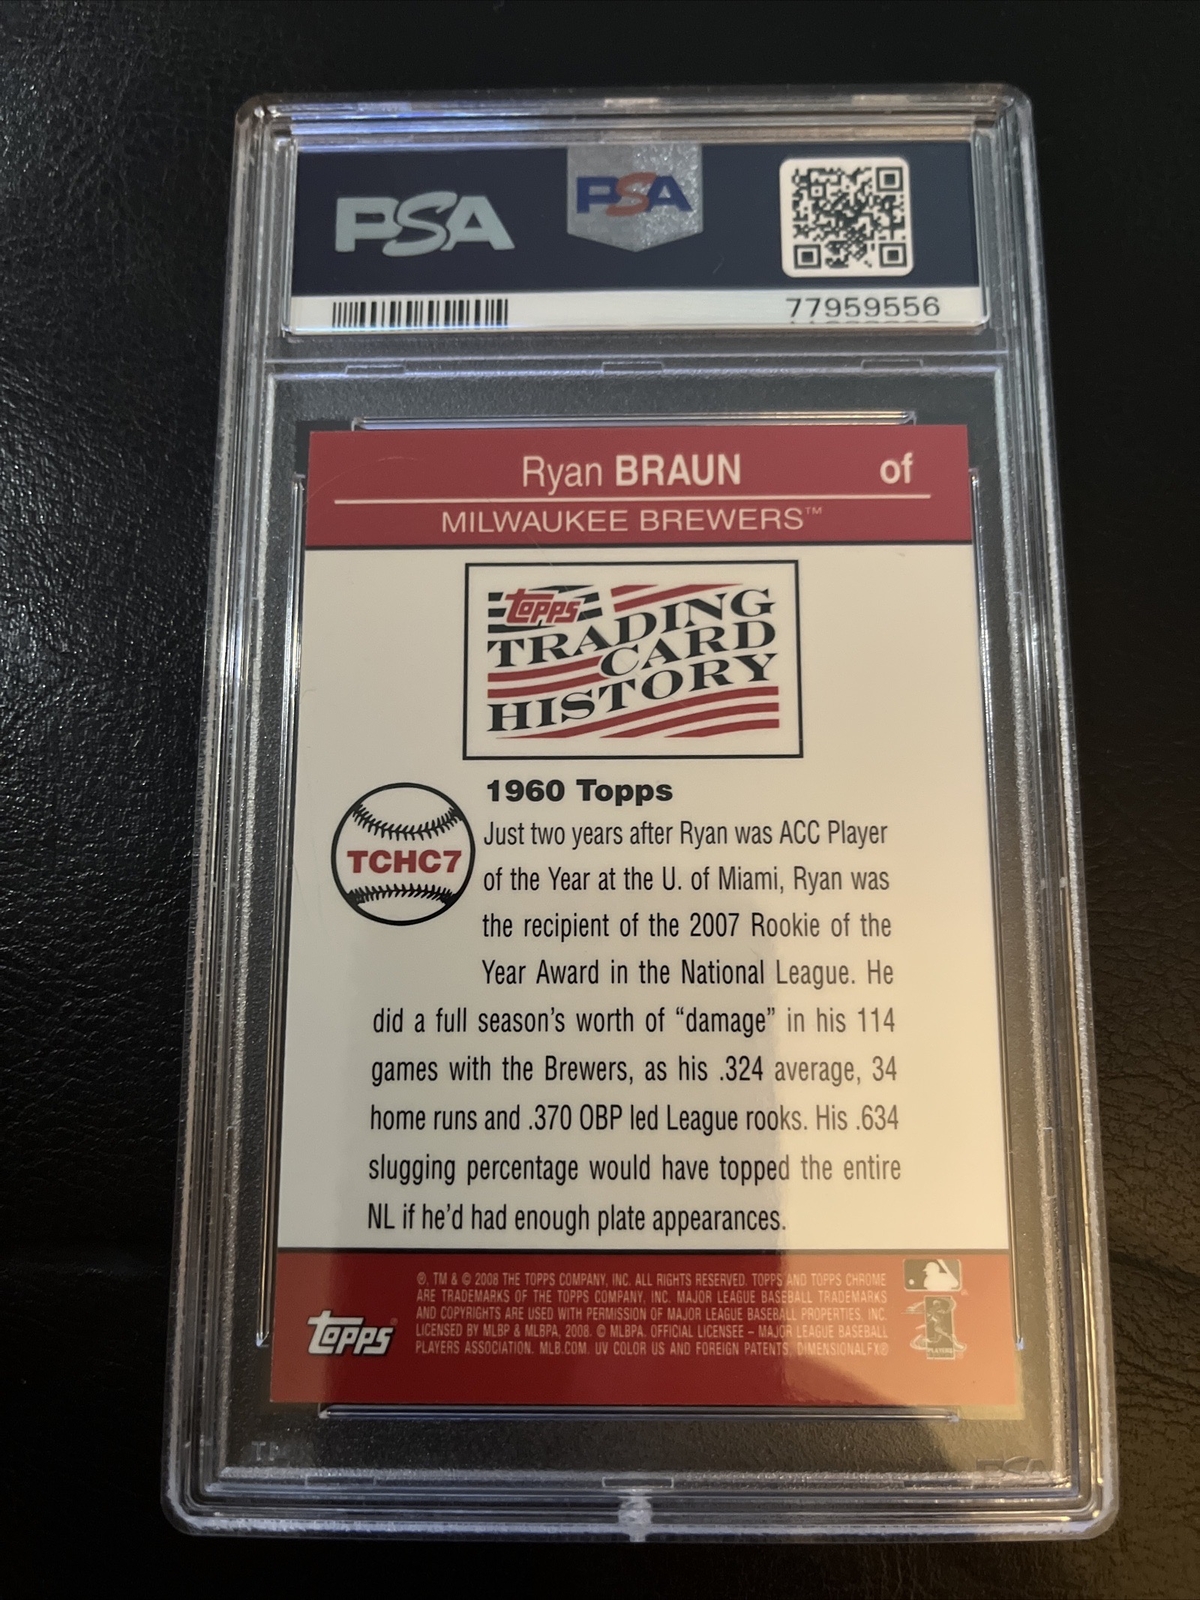 PSA
PSA
77959556
Ryan BRAUN of
MILWAUKEE BREWERS™
topps
TRADING
CARD
HISTORY
1960 Topps
TCHC7
Just two years after Ryan was ACC Player
of the Year at the U. of Miami, Ryan was
the recipient of the 2007 Rookie of the
Year Award in the National League. He
did a full season's worth of “damage” in his 114
games with the Brewers, as his .324 average, 34
home runs and .370 OBP led League rooks. His .634
slugging percentage would have topped the entire
NL if he'd had enough plate appearances.
®, TM & © 2008 THE TOPPS COMPANY, INC. ALL RIGHTS RESERVED. TOPPS AND TOPPS CHROME
ARE TRADEMARKS OF THE TOPPS COMPANY, INC. MAJOR LEAGUE BASEBALL TRADEMARKS
AND COPYRIGHTS ARE USED WITH PERMISSION OF MAJOR LEAGUE BASEBALL PROPERTIES, INC.
LICENSED BY MLBP & MLBPA, 2008. © MLBPA. OFFICIAL LICENSEE – MAJOR LEAGUE BASEBALL
PLAYERS ASSOCIATION. MLB.COM. UV COLOR US AND FOREIGN PATENTS, DIMENSIONALFX®
topps®
PLAYERS
PSA